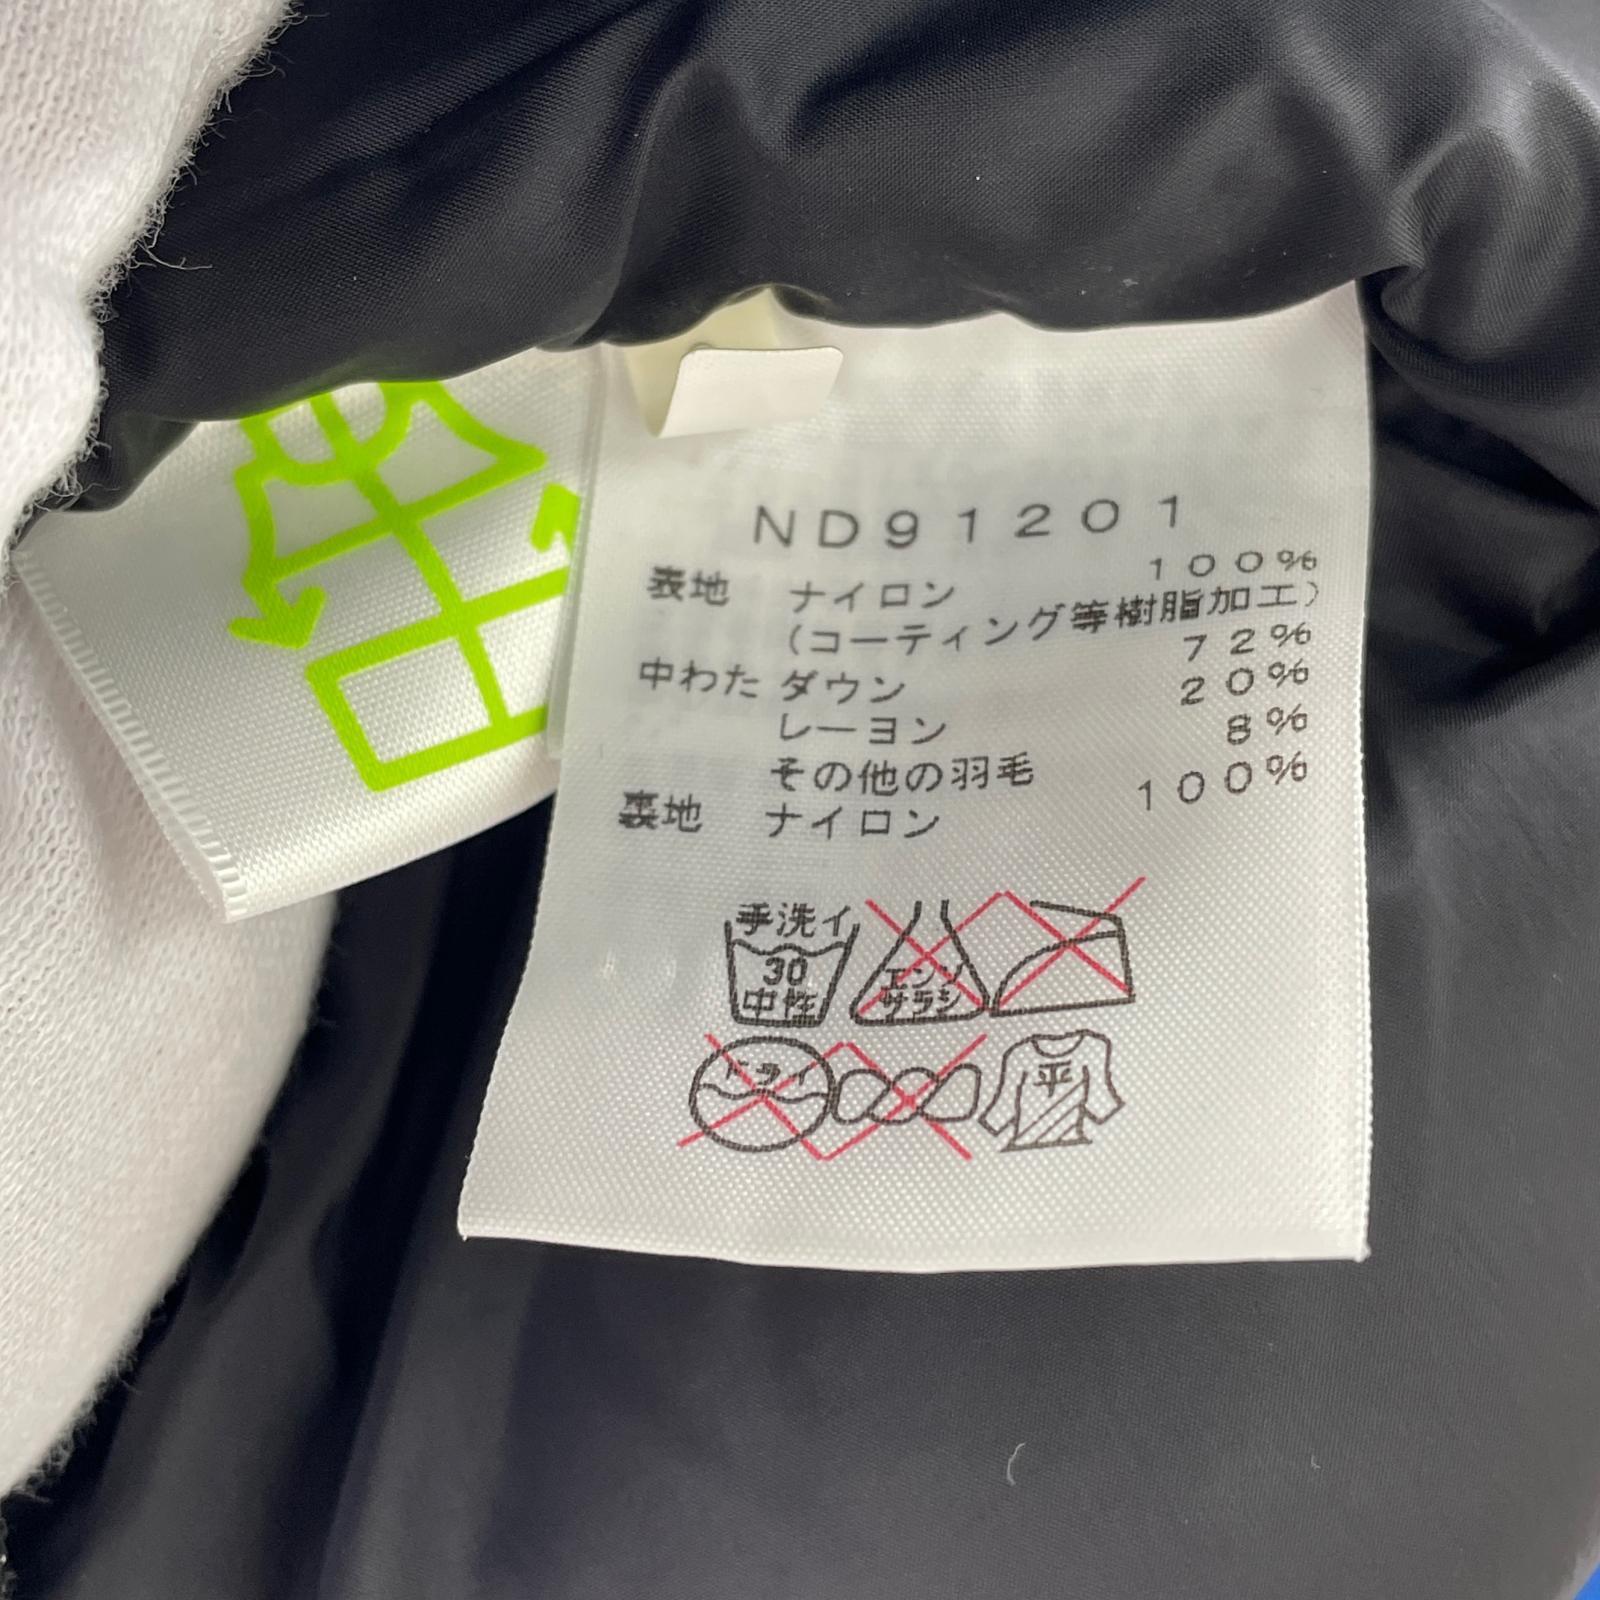 ND91201
表地 ナイロン 100%
(コーティング等樹脂加工)
中わた ダウン 72%
レーヨン 20%
その他の羽毛 8%
裏地 ナイロン 100%
手洗イ
30
中性
エンソ
サラシ
ドライ
平